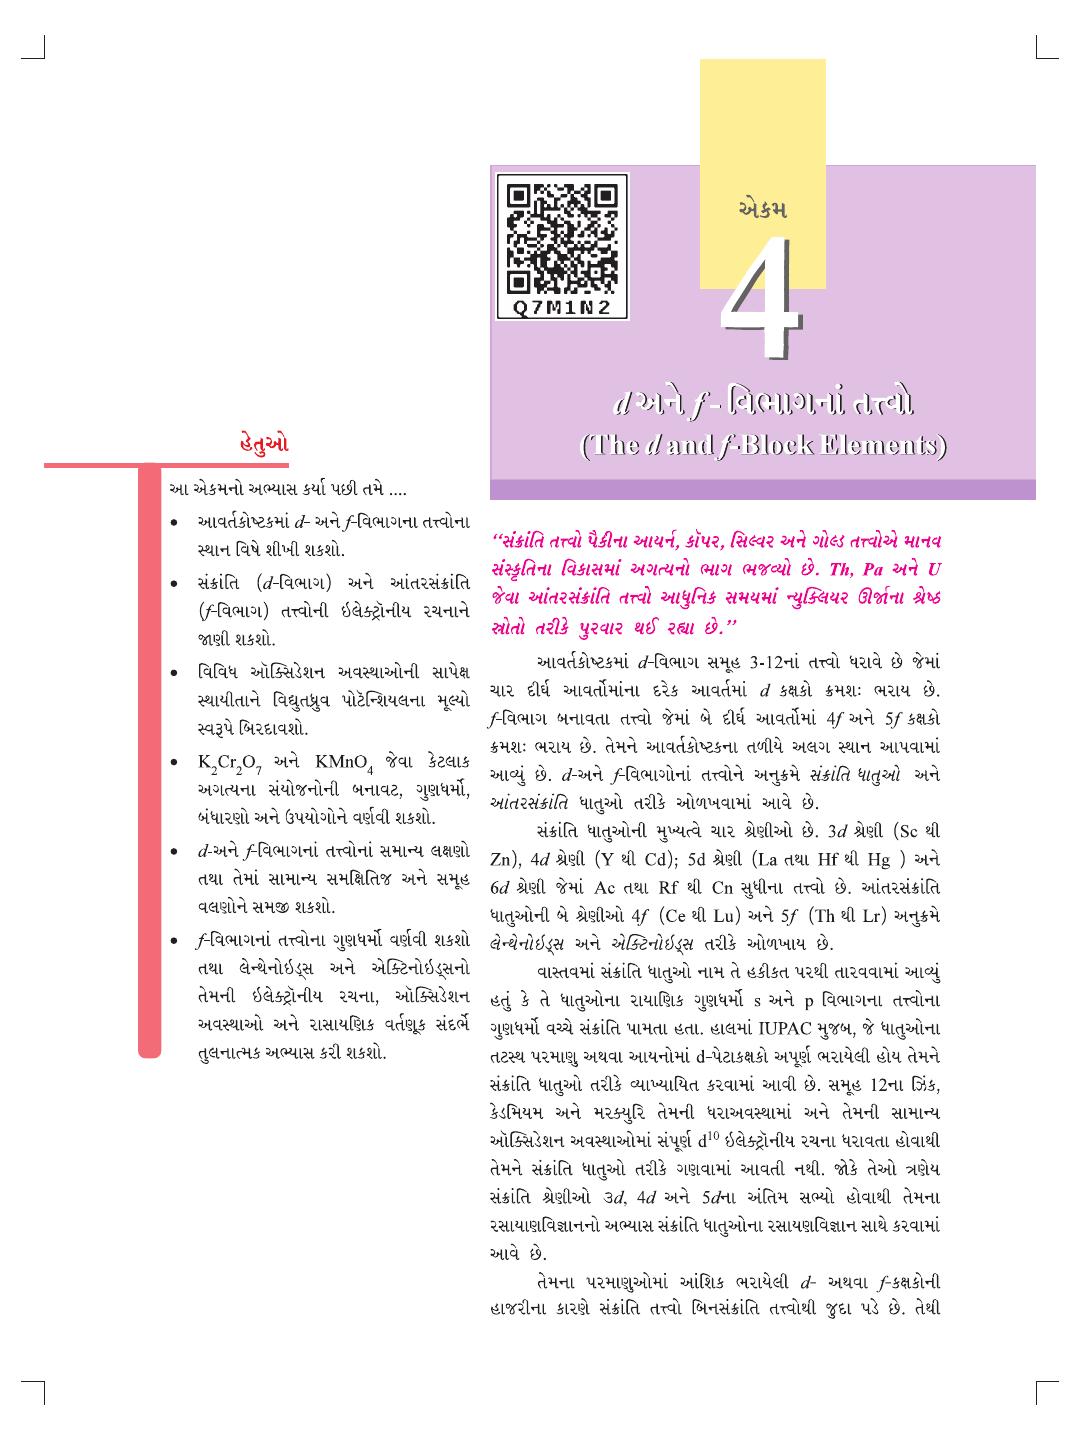 Q7M1N2
એકમ
4
d અને f - વિભાગનાં તત્ત્વો
(The d and f-Block Elements)
હેતુઓ
આ એકમનો અભ્યાસ કર્યા પછી તમે ....
• આવર્તકોષ્ટકમાં d- અને f-વિભાગના તત્ત્વોના
સ્થાન વિષે શીખી શકશો.
• સંક્રાંતિ (d-વિભાગ) અને આંતરસંક્રાંતિ
(f-વિભાગ) તત્ત્વોની ઇલેક્ટ્રૉનીય રચનાને
જાણી શકશો.
• વિવિધ ઑક્સિડેશન અવસ્થાઓની સાપેક્ષ
સ્થાયીતાને વિદ્યુતધ્રુવ પોટેન્શિયલના મૂલ્યો
સ્વરૂપે બિરદાવશો.
• K₂Cr₂O₇ અને KMnO₄ જેવા કેટલાક
અગત્યના સંયોજનોની બનાવટ, ગુણધર્મો,
બંધારણો અને ઉપયોગોને વર્ણવી શકશો.
• d-અને f-વિભાગનાં તત્ત્વોનાં સમાન્ય લક્ષણો
તથા તેમાં સામાન્ય સમક્ષિતિજ અને સમૂહ
વલણોને સમજી શકશો.
• f-વિભાગનાં તત્ત્વોના ગુણધર્મો વર્ણવી શકશો
તથા લેન્થેનોઇડ્સ અને એક્ટિનોઇડ્સનો
તેમની ઇલેક્ટ્રૉનીય રચના, ઑક્સિડેશન
અવસ્થાઓ અને રાસાયણિક વર્તણૂક સંદર્ભે
તુલનાત્મક અભ્યાસ કરી શકશો.
‘‘સંક્રાંતિ તત્ત્વો પૈકીના આયર્ન, કૉપર, સિલ્વર અને ગોલ્ડ તત્ત્વોએ માનવ
સંસ્કૃતિના વિકાસમાં અગત્યનો ભાગ ભજવ્યો છે. Th, Pa અને U
જેવા આંતરસંક્રાંતિ તત્ત્વો આધુનિક સમયમાં ન્યુક્લિયર ઊર્જાના શ્રેષ્ઠ
સ્રોતો તરીકે પુરવાર થઈ રહ્યા છે.’’
આવર્તકોષ્ટકમાં d-વિભાગ સમૂહ 3-12નાં તત્ત્વો ધરાવે છે જેમાં
ચાર દીર્ઘ આવર્તોમાંના દરેક આવર્તમાં d કક્ષકો ક્રમશઃ ભરાય છે.
f-વિભાગ બનાવતા તત્ત્વો જેમાં બે દીર્ઘ આવર્તોમાં 4f અને 5f કક્ષકો
ક્રમશઃ ભરાય છે. તેમને આવર્તકોષ્ટકના તળીયે અલગ સ્થાન આપવામાં
આવ્યું છે. d-અને f-વિભાગોનાં તત્ત્વોને અનુક્રમે સંક્રાંતિ ધાતુઓ અને
આંતરસંક્રાંતિ ધાતુઓ તરીકે ઓળખવામાં આવે છે.
સંક્રાંતિ ધાતુઓની મુખ્યત્વે ચાર શ્રેણીઓ છે. 3d શ્રેણી (Sc થી
Zn), 4d શ્રેણી (Y થી Cd); 5d શ્રેણી (La તથા Hf થી Hg ) અને
6d શ્રેણી જેમાં Ac તથા Rf થી Cn સુધીના તત્ત્વો છે. આંતરસંક્રાંતિ
ધાતુઓની બે શ્રેણીઓ 4f (Ce થી Lu) અને 5f (Th થી Lr) અનુક્રમે
લેન્થેનોઇડ્સ અને એક્ટિનોઇડ્સ તરીકે ઓળખાય છે.
વાસ્તવમાં સંક્રાંતિ ધાતુઓ નામ તે હકીકત પરથી તારવવામાં આવ્યું
હતું કે તે ધાતુઓના રાયાણિક ગુણધર્મો s અને p વિભાગના તત્ત્વોના
ગુણધર્મો વચ્ચે સંક્રાંતિ પામતા હતા. હાલમાં IUPAC મુજબ, જે ધાતુઓના
તટસ્થ પરમાણુ અથવા આયનોમાં d-પેટાકક્ષકો અપૂર્ણ ભરાયેલી હોય તેમને
સંક્રાંતિ ધાતુઓ તરીકે વ્યાખ્યાયિત કરવામાં આવી છે. સમૂહ 12ના ઝિંક,
કેડમિયમ અને મરક્યુરિ તેમની ધરાઅવસ્થામાં અને તેમની સામાન્ય
ઑક્સિડેશન અવસ્થાઓમાં સંપૂર્ણ d¹⁰ ઇલેક્ટ્રૉનીય રચના ધરાવતા હોવાથી
તેમને સંક્રાંતિ ધાતુઓ તરીકે ગણવામાં આવતી નથી. જોકે તેઓ ત્રણેય
સંક્રાંતિ શ્રેણીઓ ૩d, 4d અને 5dના અંતિમ સભ્યો હોવાથી તેમના
રસાયાણવિજ્ઞાનનો અભ્યાસ સંક્રાંતિ ધાતુઓના રસાયણવિજ્ઞાન સાથે કરવામાં
આવે છે.
તેમના પરમાણુઓમાં આંશિક ભરાયેલી d- અથવા f-કક્ષકોની
હાજરીના કારણે સંક્રાંતિ તત્ત્વો બિનસંક્રાંતિ તત્ત્વોથી જુદા પડે છે. તેથી